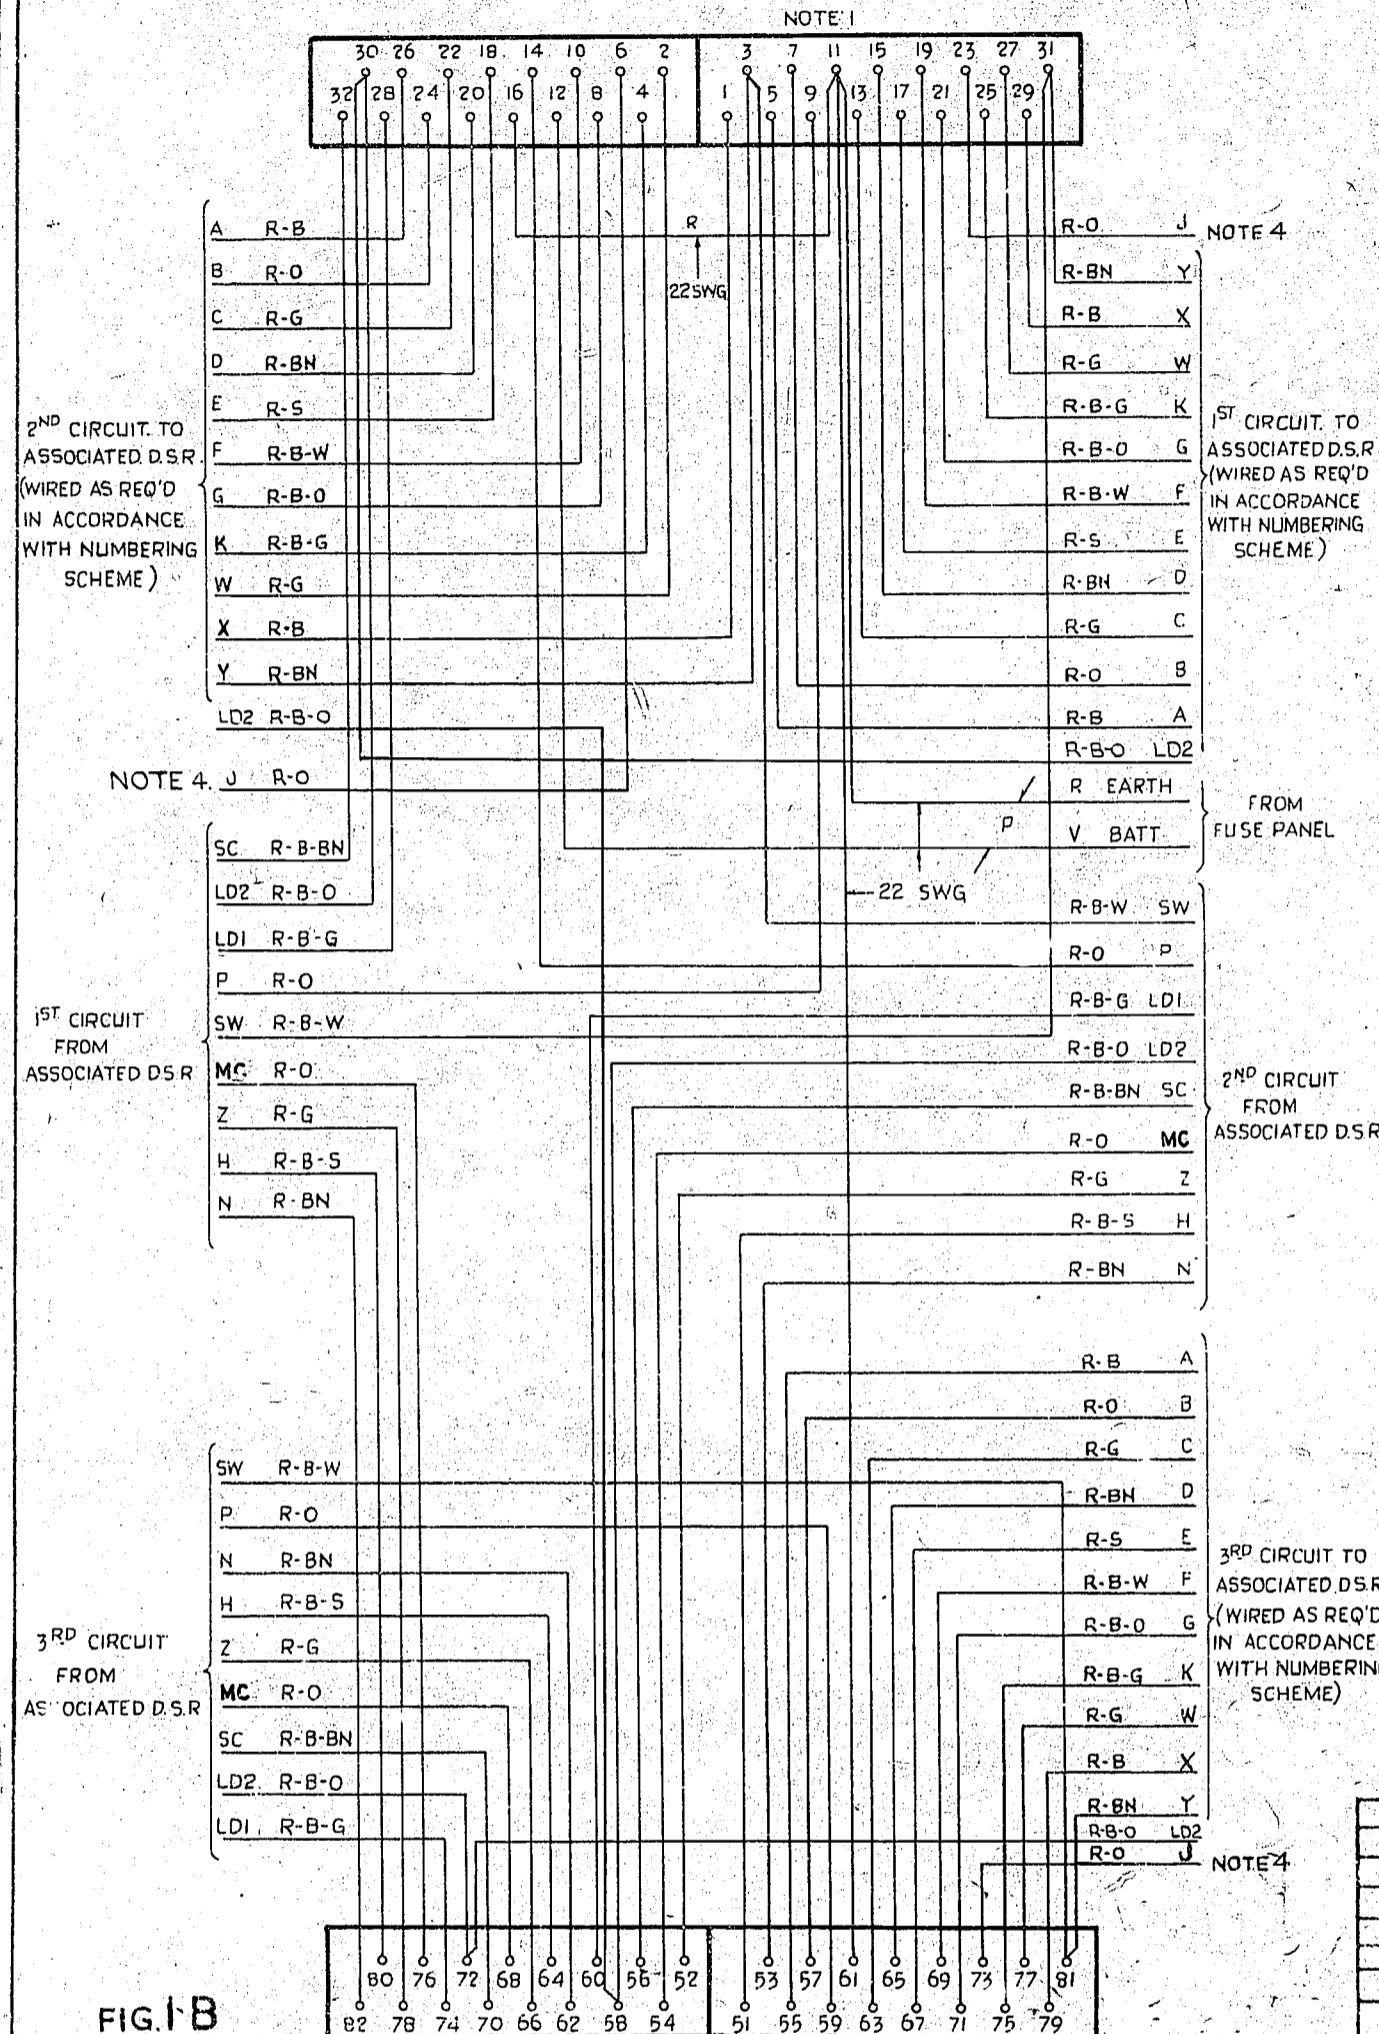 NOTE 1
30 26 22 18 14 10 6 2 3 7 11 15 19 23 27 31
32 28 24 20 16 12 8 4 1 5 9 13 17 21 25 29
A R-B
B R-O
C R-G
D R-BN
E R-S
F R-B-W
G R-B-O
K R-B-G
W R-G
X R-B
Y R-BN
2ND CIRCUIT TO
ASSOCIATED D.S.R.
(WIRED AS REQ'D
IN ACCORDANCE
WITH NUMBERING
SCHEME)
LD2 R-B-O
NOTE 4. J R-O
R
22SWG
R-O J NOTE 4
R-BN Y
R-B X
R-G W
R-B-G K
R-B-O G
R-B-W F
R-S E
R-BN D
R-G C
R-O B
R-B A
R-B-O LD2
1ST CIRCUIT TO
ASSOCIATED D.S.R
(WIRED AS REQ'D
IN ACCORDANCE
WITH NUMBERING
SCHEME)
R EARTH
P
V BATT.
FROM
FUSE PANEL
22 SWG
SC R-B-BN
LD2 R-B-O
LD1 R-B-G
P R-O
SW R-B-W
MC R-O
Z R-G
H R-B-S
N R-BN
1ST CIRCUIT
FROM
ASSOCIATED D.S.R
R-B-W SW
R-O P
R-B-G LD1
R-B-O LD2
R-B-BN SC
R-O MC
R-G Z
R-B-S H
R-BN N
2ND CIRCUIT
FROM
ASSOCIATED D.S.R
SW R-B-W
P R-O
N R-BN
H R-B-S
Z R-G
MC R-O
SC R-B-BN
LD2 R-B-O
LD1 R-B-G
3RD CIRCUIT
FROM
AS OCIATED D.S.R
R-B A
R-O B
R-G C
R-BN D
R-S E
R-B-W F
R-B-O G
R-B-G K
R-G W
R-B X
R-BN Y
R-B-O LD2
R-O J NOTE 4
3RD CIRCUIT TO
ASSOCIATED D.S.R
(WIRED AS REQ'D
IN ACCORDANCE
WITH NUMBERIN
SCHEME)
80 76 72 68 64 60 56 52 53 57 61 65 69 73 77 81
82 78 74 70 66 62 58 54 51 55 59 63 67 71 75 79
FIG.1B